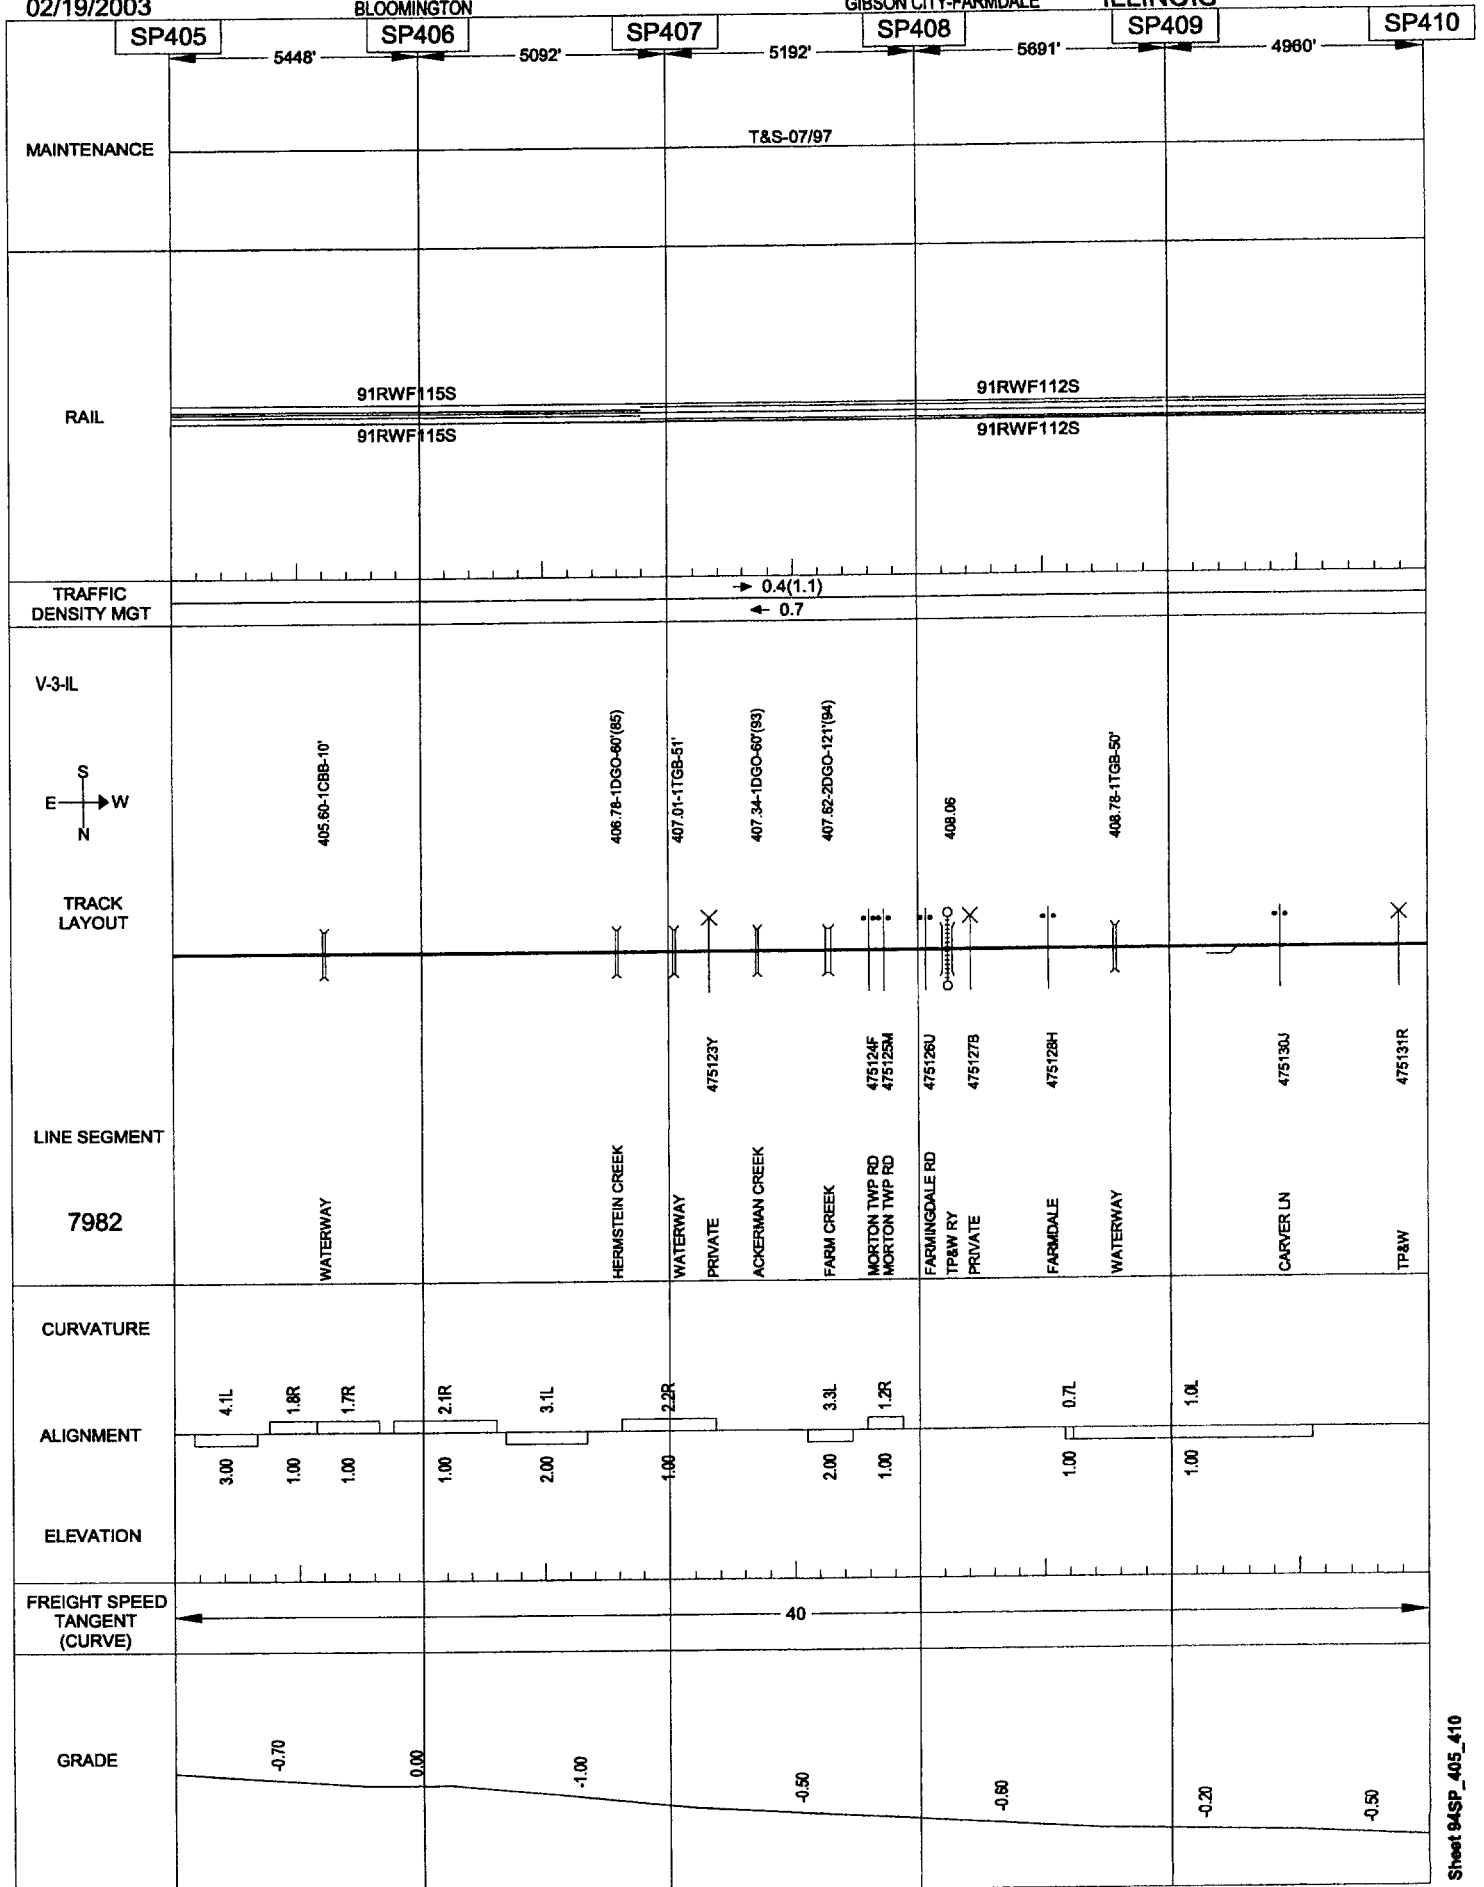 02/19/2003
BLOOMINGTON
GIBSON CITY-FARMDALE
ILLINOIS
SP405
SP406
SP407
SP408
SP409
SP410
5448'
5092'
5192'
5691'
4960'
MAINTENANCE
T&S-07/97
RAIL
91RWF115S
91RWF112S
91RWF115S
91RWF112S
TRAFFIC
DENSITY MGT
0.4(1.1)
0.7
V-3-IL
S
E
W
N
405.60-1CBB-10'
406.78-1DGO-60'(85)
407.01-1TGB-51'
407.34-1DGO-60'(93)
407.62-2DGO-121'(94)
408.06
408.78-1TGB-50'
TRACK
LAYOUT
475123Y
475124F
475125M
475126U
475127B
475128H
475130J
475131R
LINE SEGMENT
7982
WATERWAY
HERMSTEIN CREEK
WATERWAY
PRIVATE
ACKERMAN CREEK
FARM CREEK
MORTON TWP RD
MORTON TWP RD
FARMINGDALE RD
TP&W RY
PRIVATE
FARMDALE
WATERWAY
CARVER LN
TP&W
CURVATURE
4.1L
1.8R
1.7R
2.1R
3.1L
2.2R
3.3L
1.2R
0.7L
1.0L
ALIGNMENT
3.00
1.00
1.00
1.00
2.00
1.00
2.00
1.00
1.00
1.00
ELEVATION
FREIGHT SPEED
TANGENT
(CURVE)
40
GRADE
-0.70
0.00
-1.00
-0.50
-0.60
-0.20
-0.50
Sheet 94SP_405_410